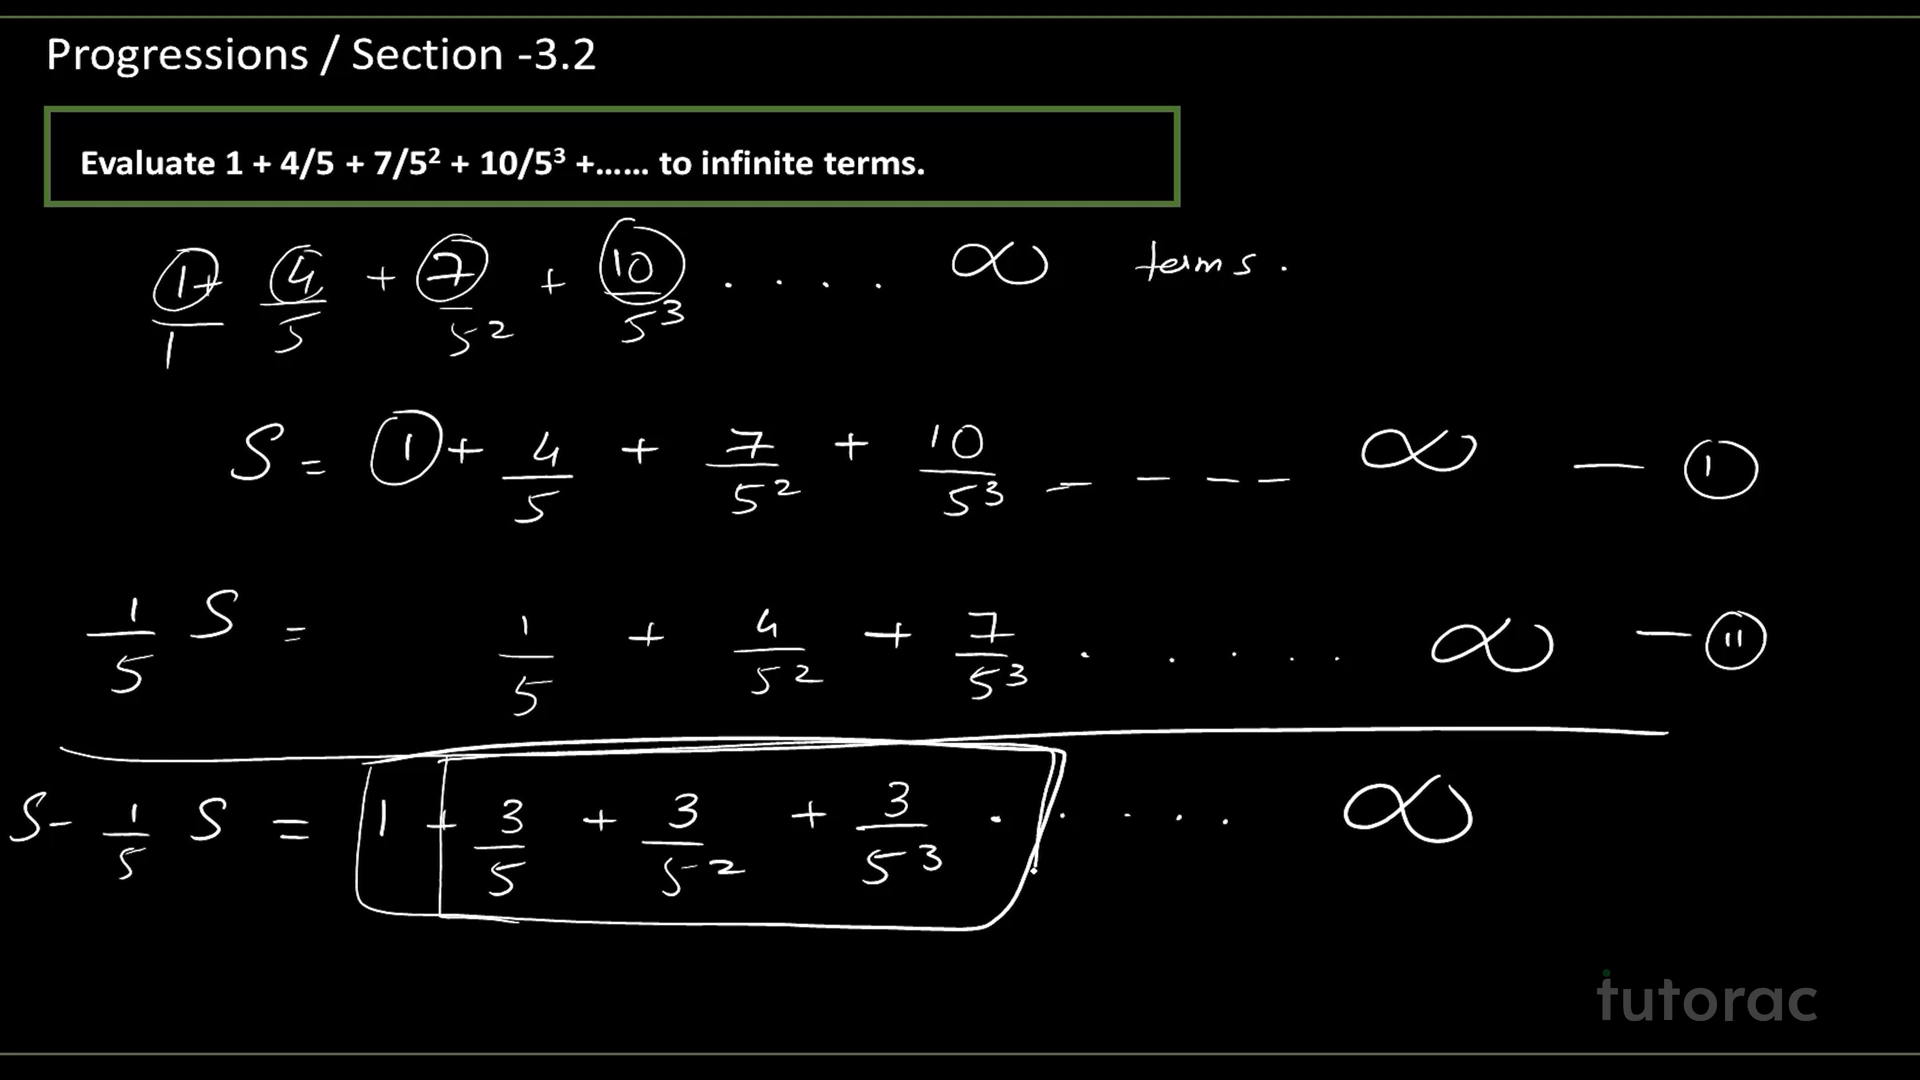 Progressions / Section -3.2
Evaluate 1 + 4/5 + 7/5² + 10/5³ +…… to infinite terms.
1/1 + 4/5 + 7/5² + 10/5³ . . . . ∞ terms.
S = 1 + 4/5 + 7/5² + 10/5³ - - - - ∞ — ①
1/5 S = 1/5 + 4/5² + 7/5³ . . . . . ∞ — ⑪
S - 1/5 S = 1 + 3/5 + 3/5² + 3/5³ . . . . . ∞
tutorac